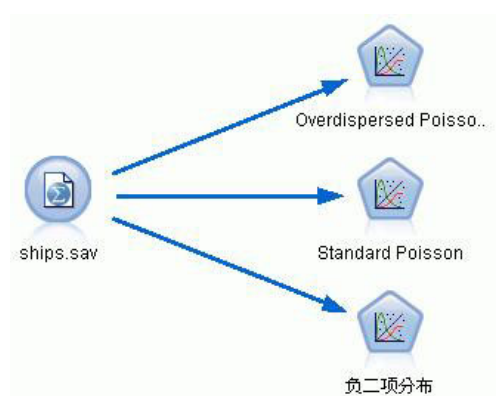 Overdispersed Poisso..
ships.sav
Standard Poisson
负二项分布